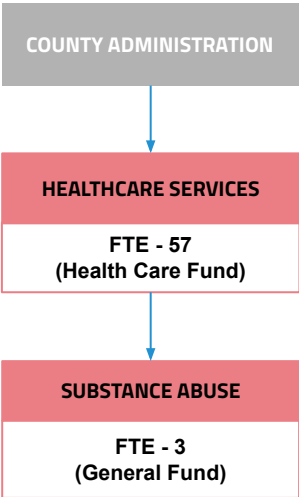 COUNTY ADMINISTRATION
HEALTHCARE SERVICES
FTE - 57
(Health Care Fund)
SUBSTANCE ABUSE
FTE - 3
(General Fund)